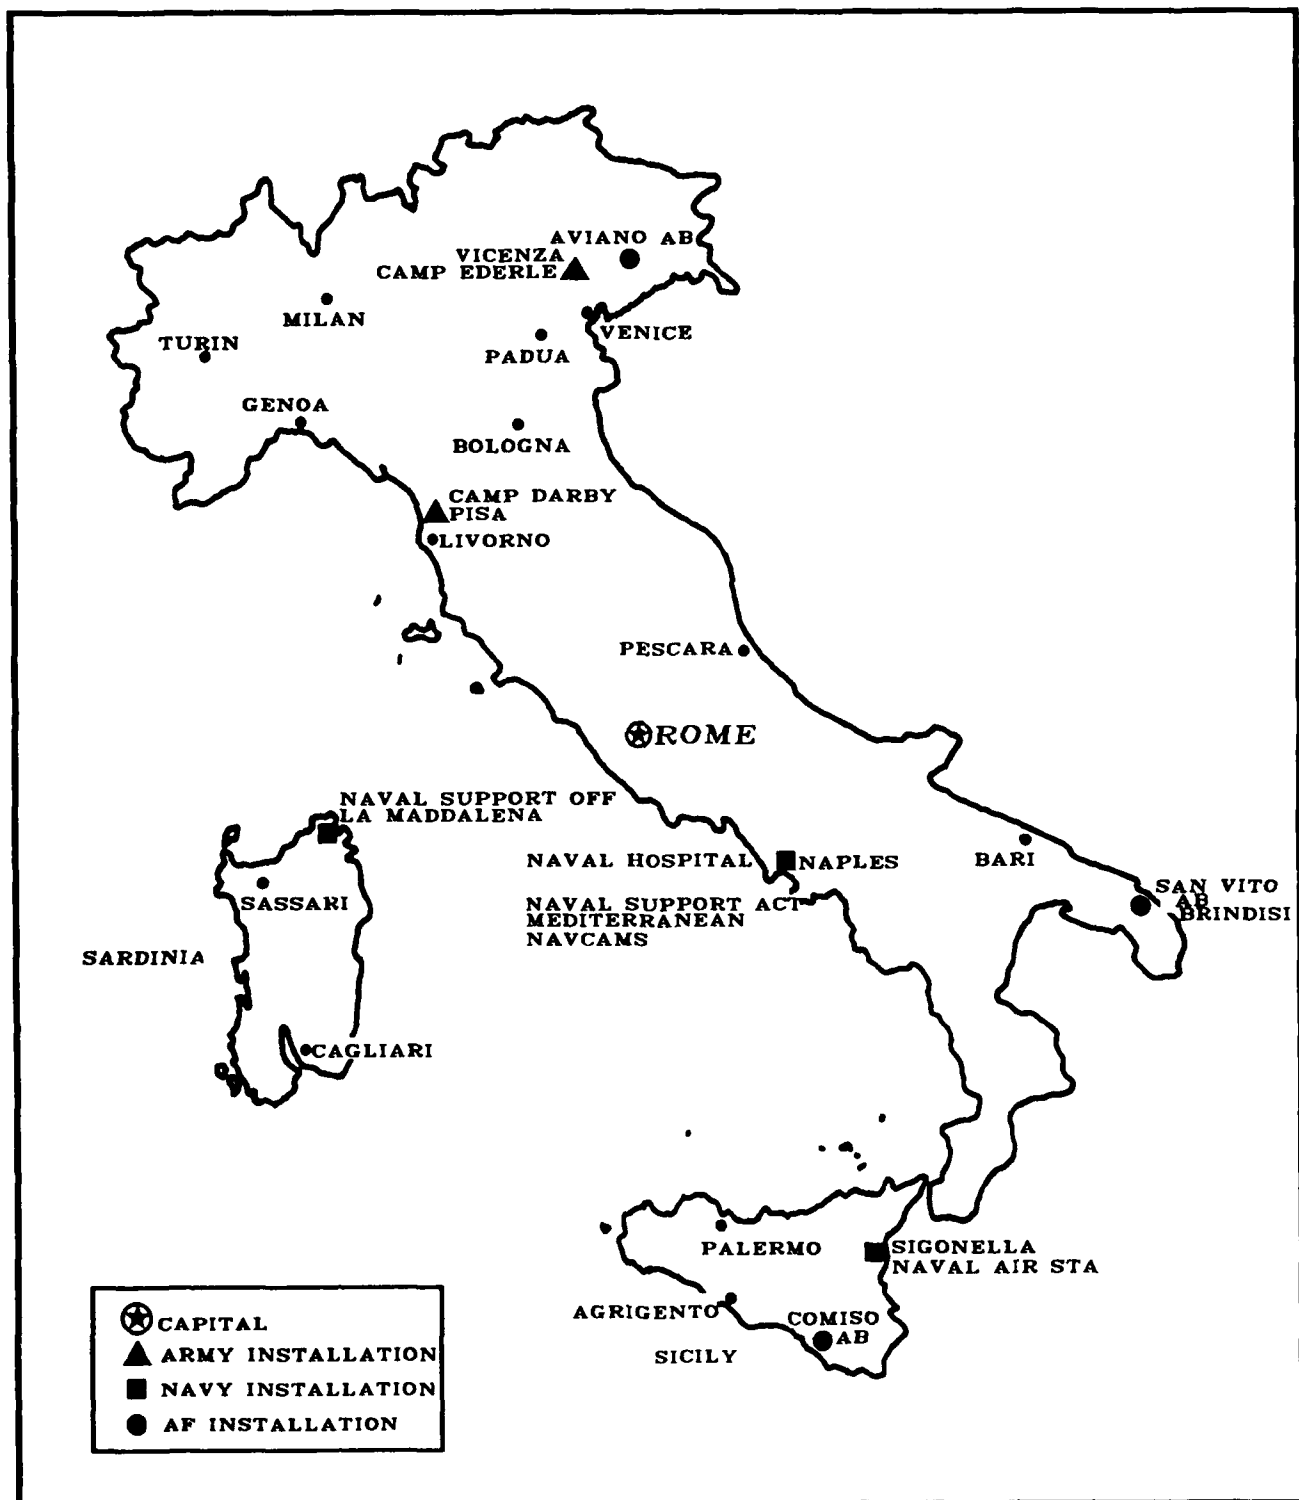 AVIANO AB
VICENZA
CAMP EDERLE
MILAN
VENICE
TURIN
PADUA
GENOA
BOLOGNA
CAMP DARBY
PISA
LIVORNO
PESCARA
ROME
NAVAL SUPPORT OFF
LA MADDALENA
NAVAL HOSPITAL
NAPLES
BARI
SAN VITO
AB
BRINDISI
SASSARI
NAVAL SUPPORT ACT
MEDITERRANEAN
NAVCAMS
SARDINIA
CAGLIARI
PALERMO
SIGONELLA
NAVAL AIR STA
AGRIGENTO
COMISO
AB
SICILY
CAPITAL
ARMY INSTALLATION
NAVY INSTALLATION
AF INSTALLATION